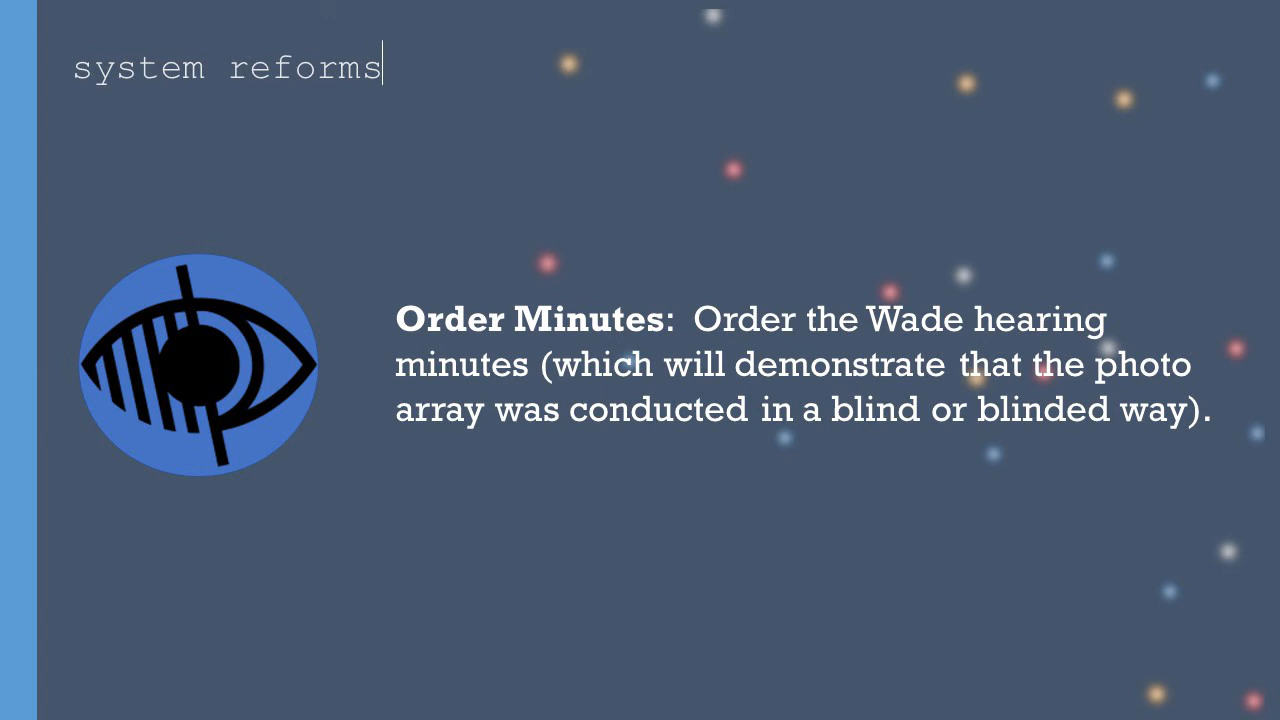 system reforms
Order Minutes:  Order the Wade hearing
minutes (which will demonstrate that the photo
array was conducted in a blind or blinded way).